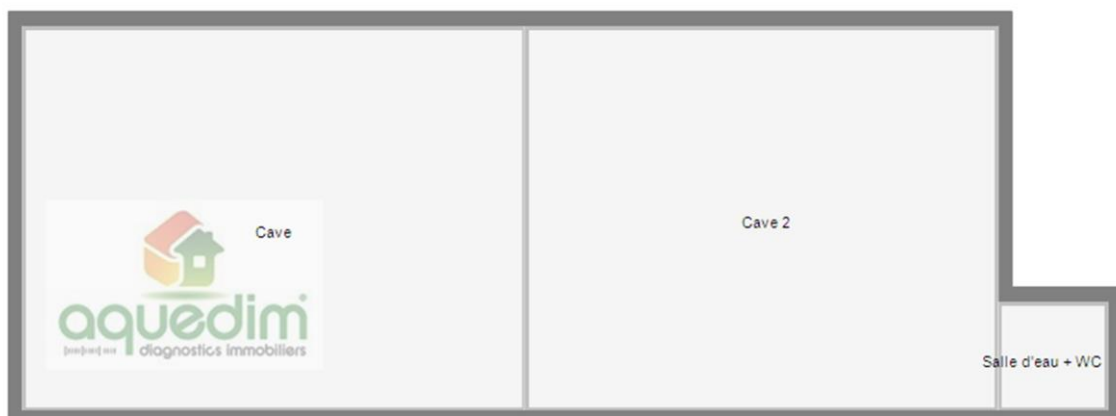 Cave
Cave 2
aquedim
diagnostics immobiliers
Salle d'eau + WC